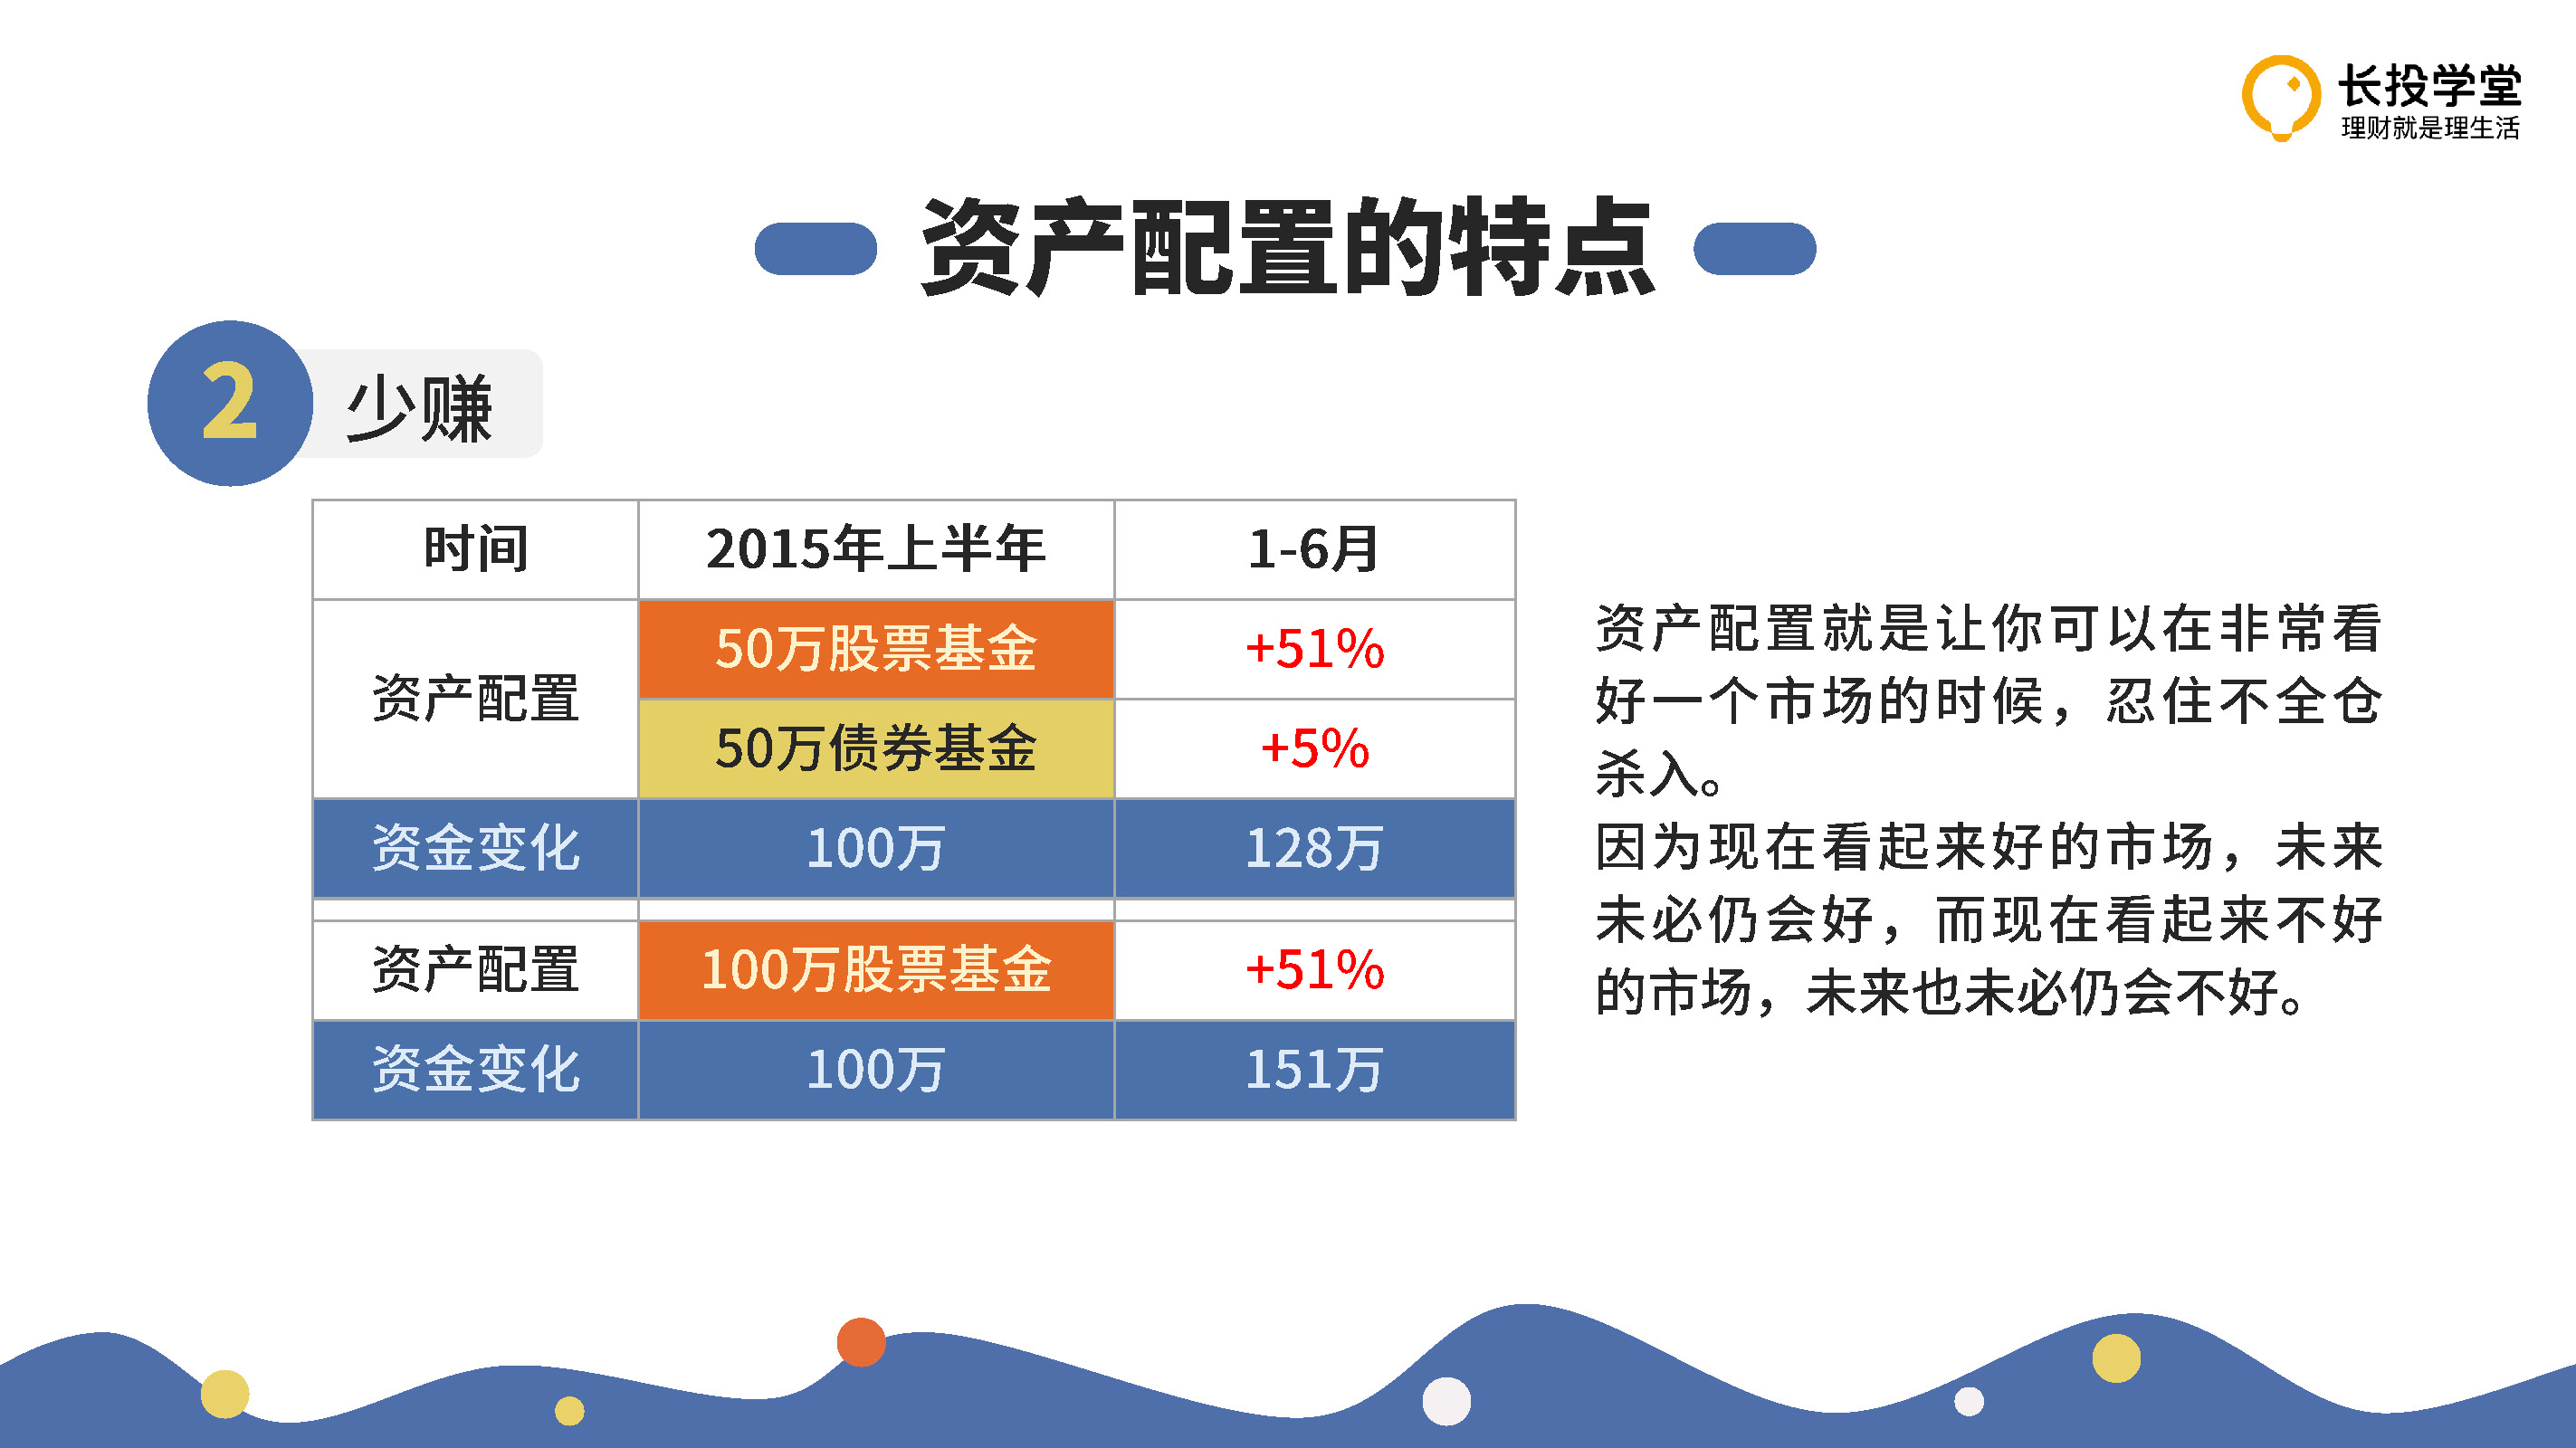 长投学堂
理财就是理生活
资产配置的特点
2 少赚
时间 2015年上半年 1-6月
资产配置 50万股票基金 +51%
50万债券基金 +5%
资金变化 100万 128万
资产配置 100万股票基金 +51%
资金变化 100万 151万
资产配置就是让你可以在非常看
好一个市场的时候，忍住不全仓
杀入。
因为现在看起来好的市场，未来
未必仍会好，而现在看起来不好
的市场，未来也未必仍会不好。